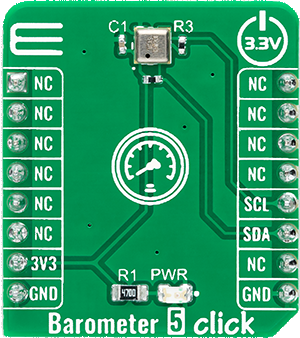 C1 R3
3.3V
NC NC
NC NC
NC NC
NC NC
NC SCL
NC SDA
3V3 NC
GND GND
R1 PWR
4700
Barometer 5 click